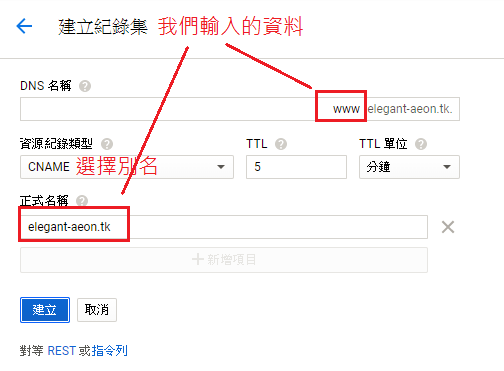 建立紀錄集 我們輸入的資料
DNS 名稱
www .elegant-aeon.tk.
資源紀錄類型 TTL TTL 單位
CNAME 選擇別名 5 分鐘
正式名稱
elegant-aeon.tk
新增項目
建立 取消
對等 REST 或指令列